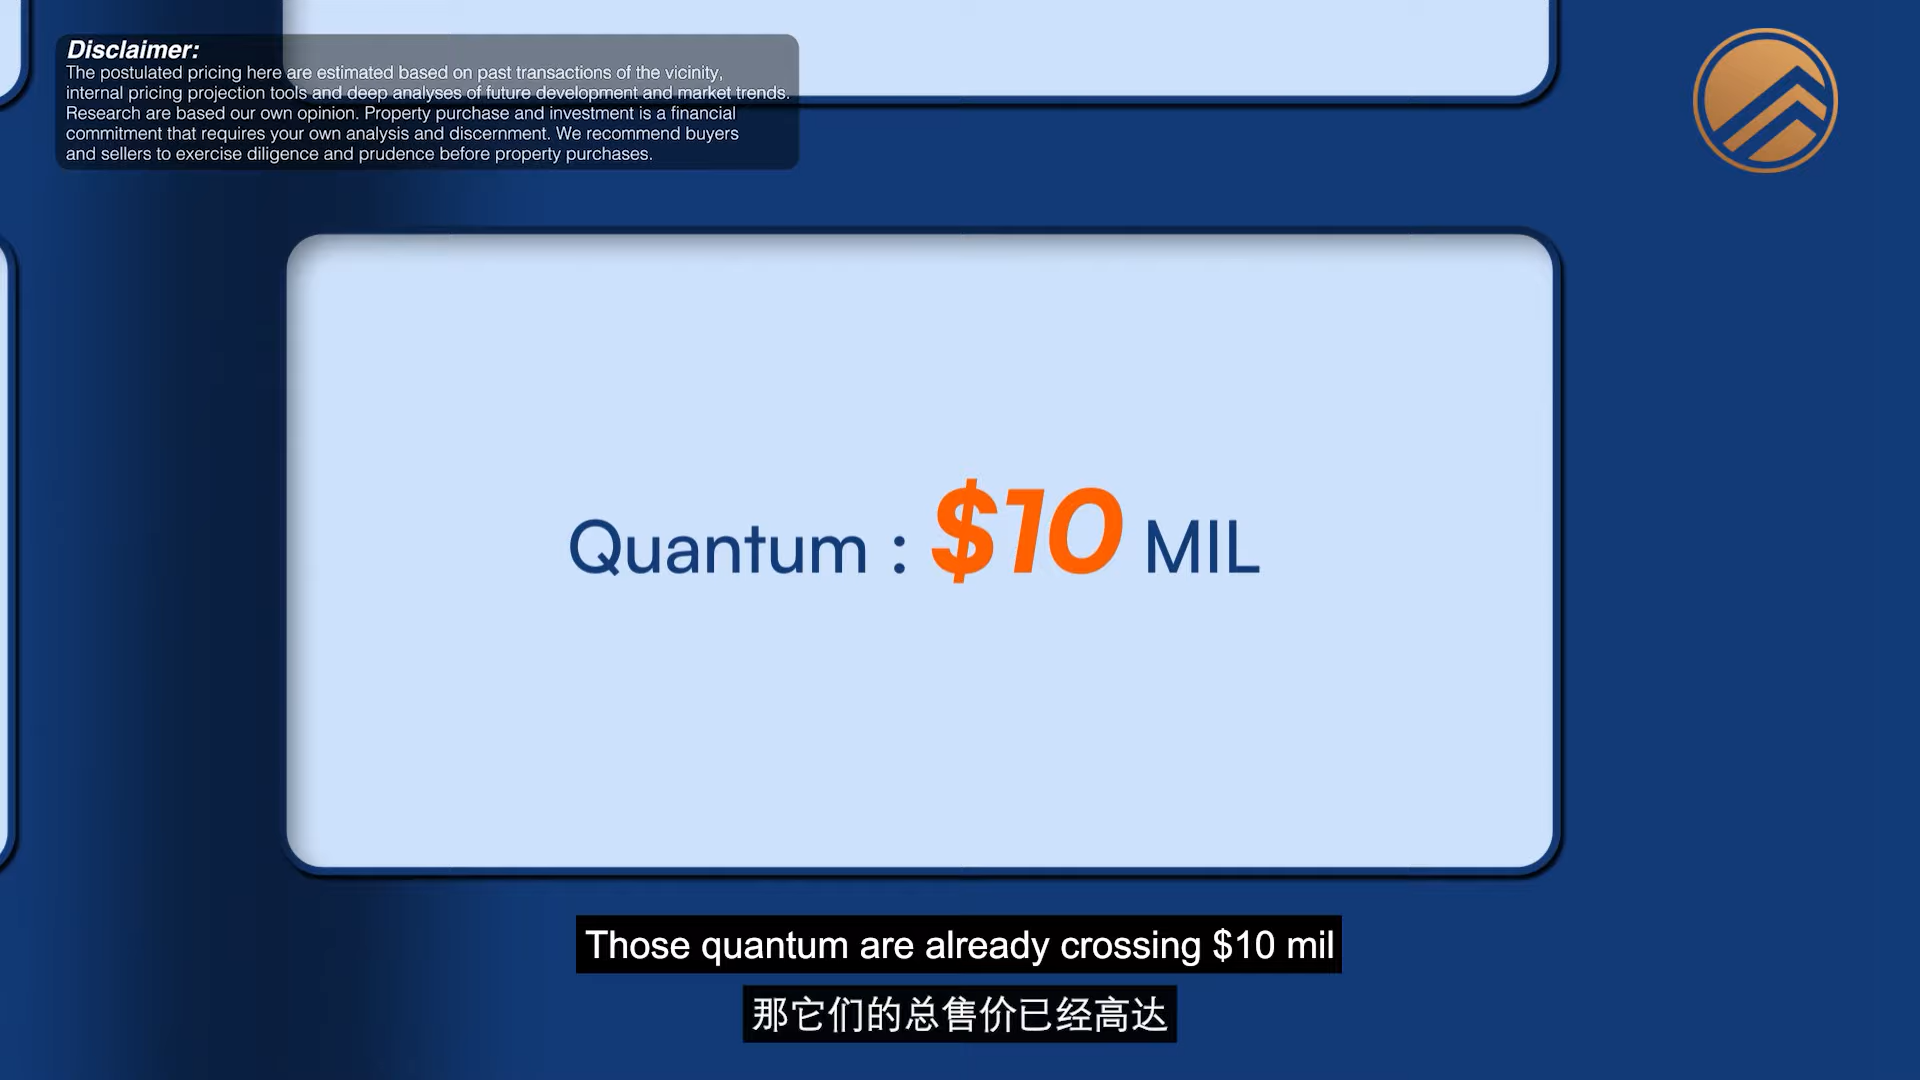 Disclaimer:
The postulated pricing here are estimated based on past transactions of the vicinity,
internal pricing projection tools and deep analyses of future development and market trends.
Research are based our own opinion. Property purchase and investment is a financial
commitment that requires your own analysis and discernment. We recommend buyers
and sellers to exercise diligence and prudence before property purchases.
Quantum : $10 MIL
Those quantum are already crossing $10 mil
那它们的总售价已经高达